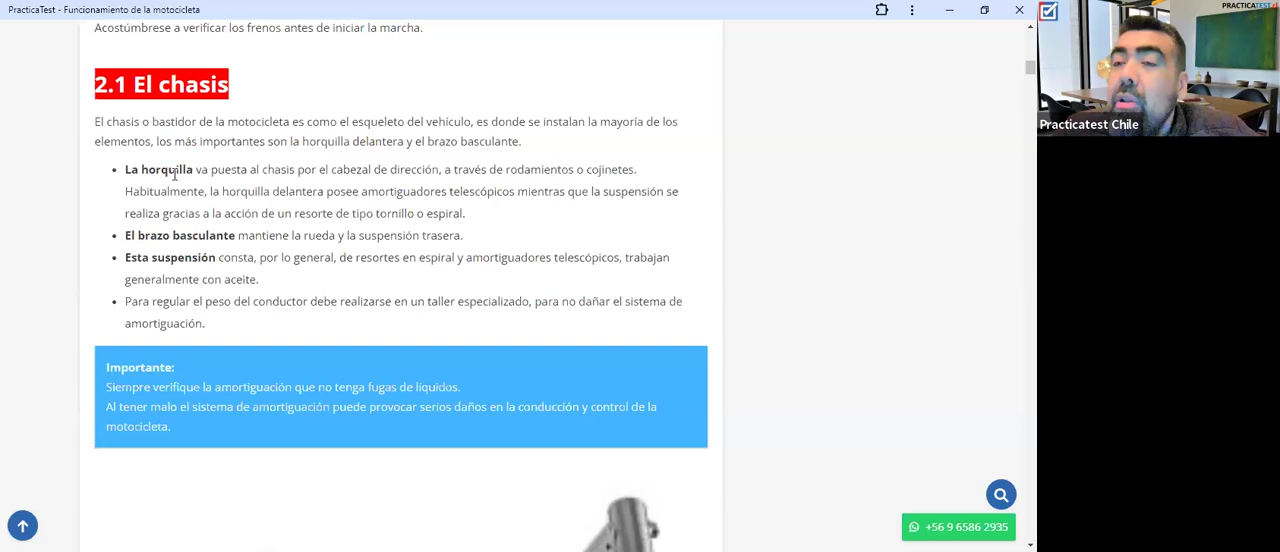 PracticaTest - Funcionamiento de la motocicleta
Acostúmbrese a verificar los frenos antes de iniciar la marcha.
2.1 El chasis
El chasis o bastidor de la motocicleta es como el esqueleto del vehículo, es donde se instalan la mayoría de los
elementos, los más importantes son la horquilla delantera y el brazo basculante.
La horquilla va puesta al chasis por el cabezal de dirección, a través de rodamientos o cojinetes.
Habitualmente, la horquilla delantera posee amortiguadores telescópicos mientras que la suspensión se
realiza gracias a la acción de un resorte de tipo tornillo o espiral.
El brazo basculante mantiene la rueda y la suspensión trasera.
Esta suspensión consta, por lo general, de resortes en espiral y amortiguadores telescópicos, trabajan
generalmente con aceite.
Para regular el peso del conductor debe realizarse en un taller especializado, para no dañar el sistema de
amortiguación.
Importante:
Siempre verifique la amortiguación que no tenga fugas de líquidos.
Al tener malo el sistema de amortiguación puede provocar serios daños en la conducción y control de la
motocicleta.
+56 9 6586 2935
PRACTICATEST.cl
Practicatest Chile